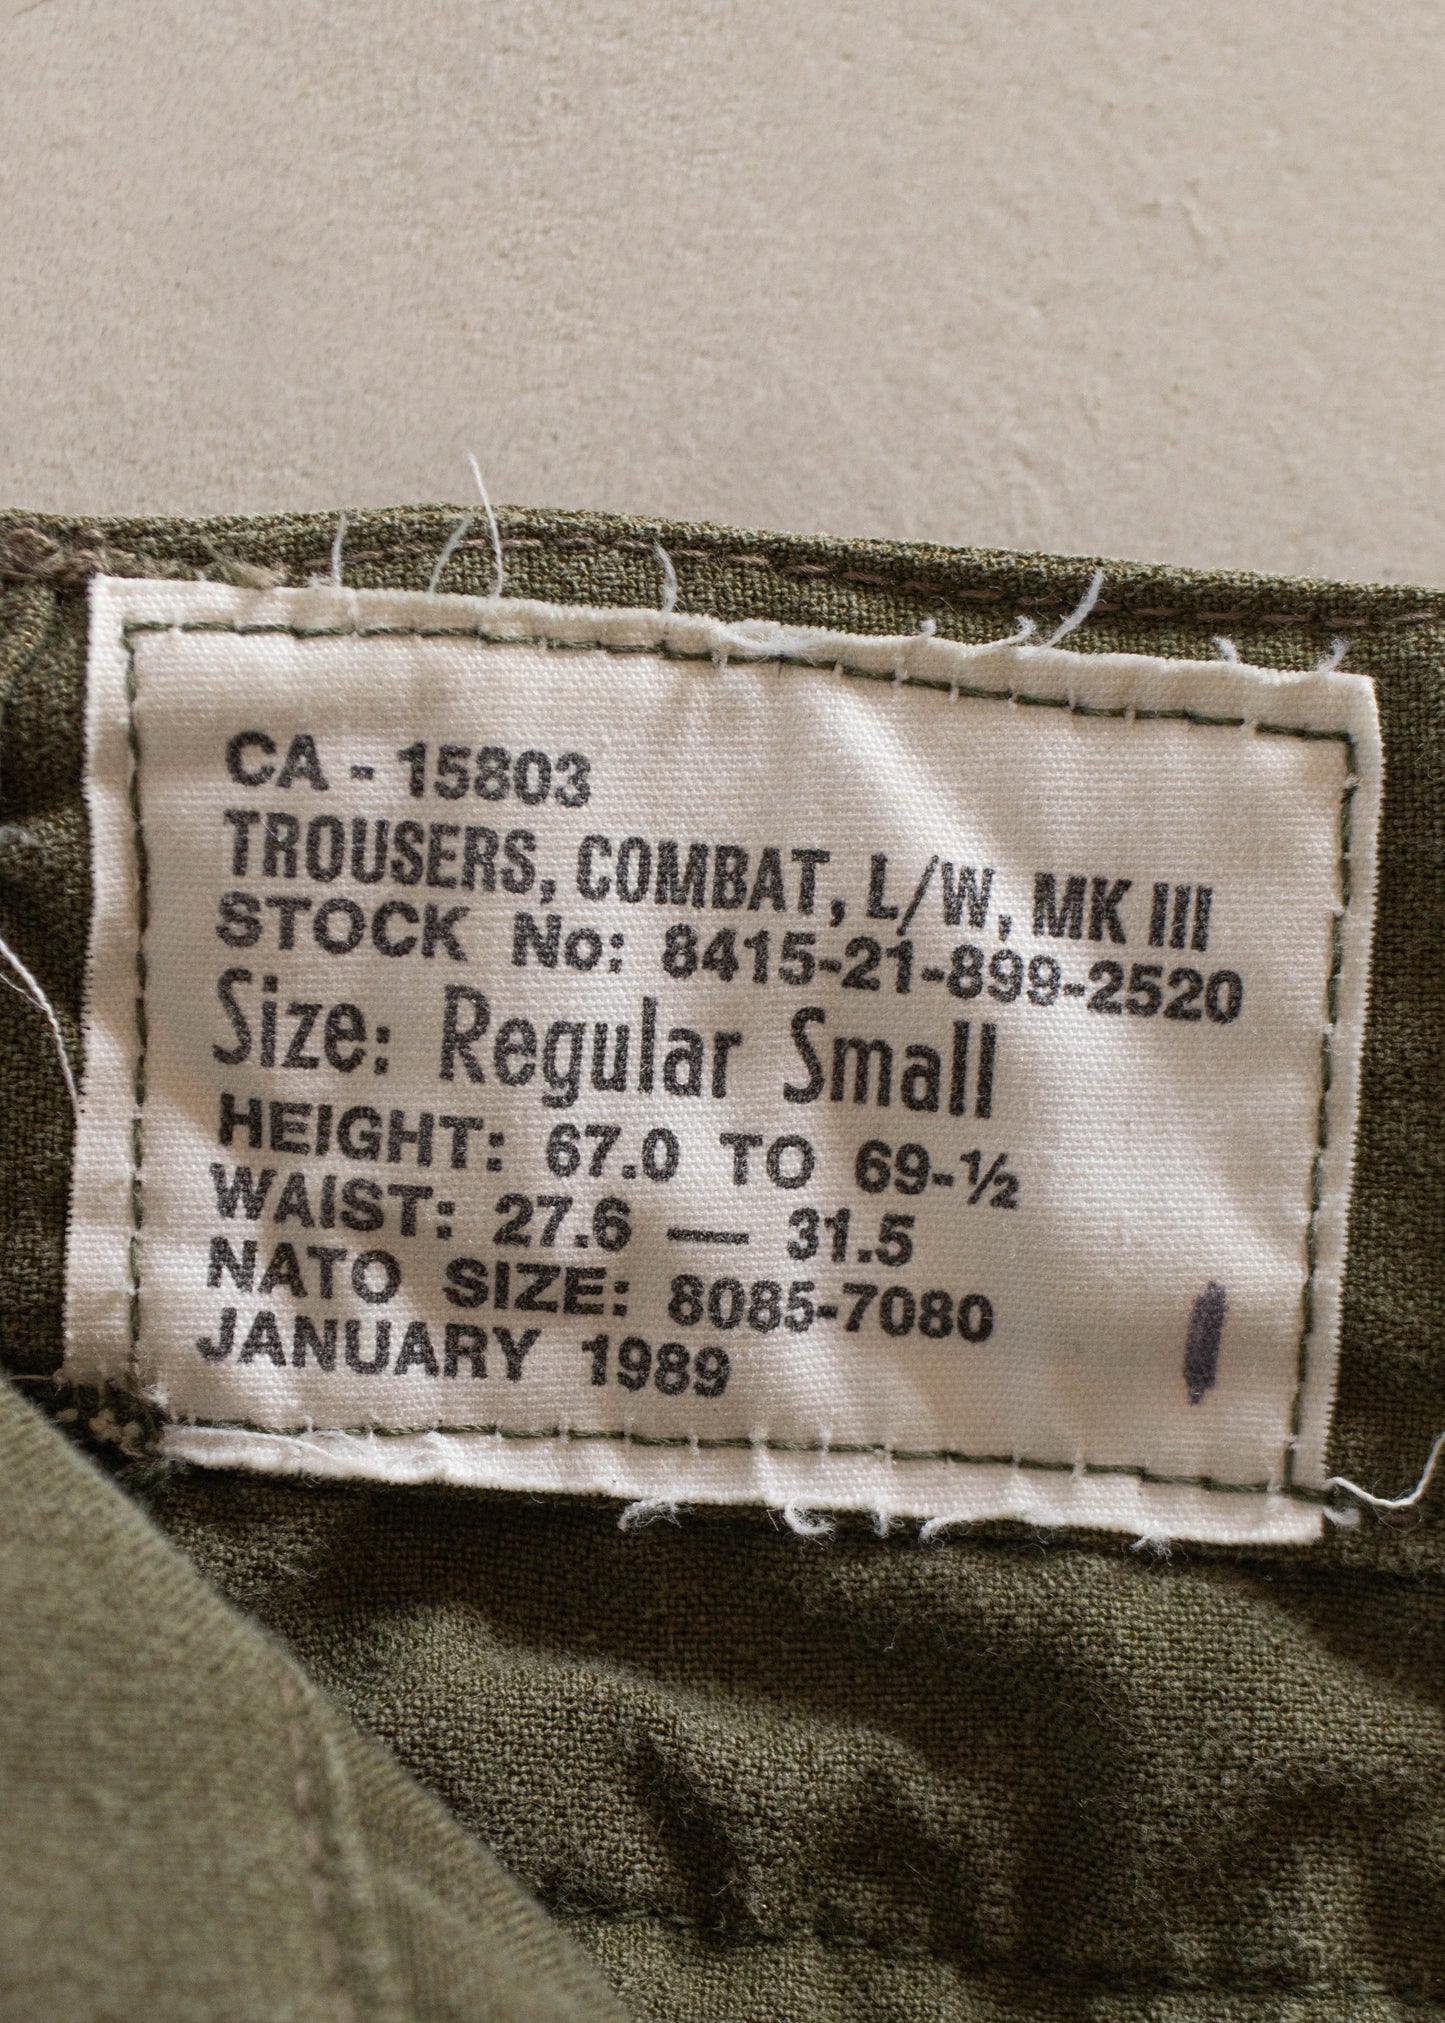 CA - 15803
TROUSERS, COMBAT, L/W, MK III
STOCK No: 8415-21-899-2520
Size: Regular Small
HEIGHT: 67.0 TO 69-½
WAIST: 27.6 — 31.5
NATO SIZE: 8085-7080
JANUARY 1989